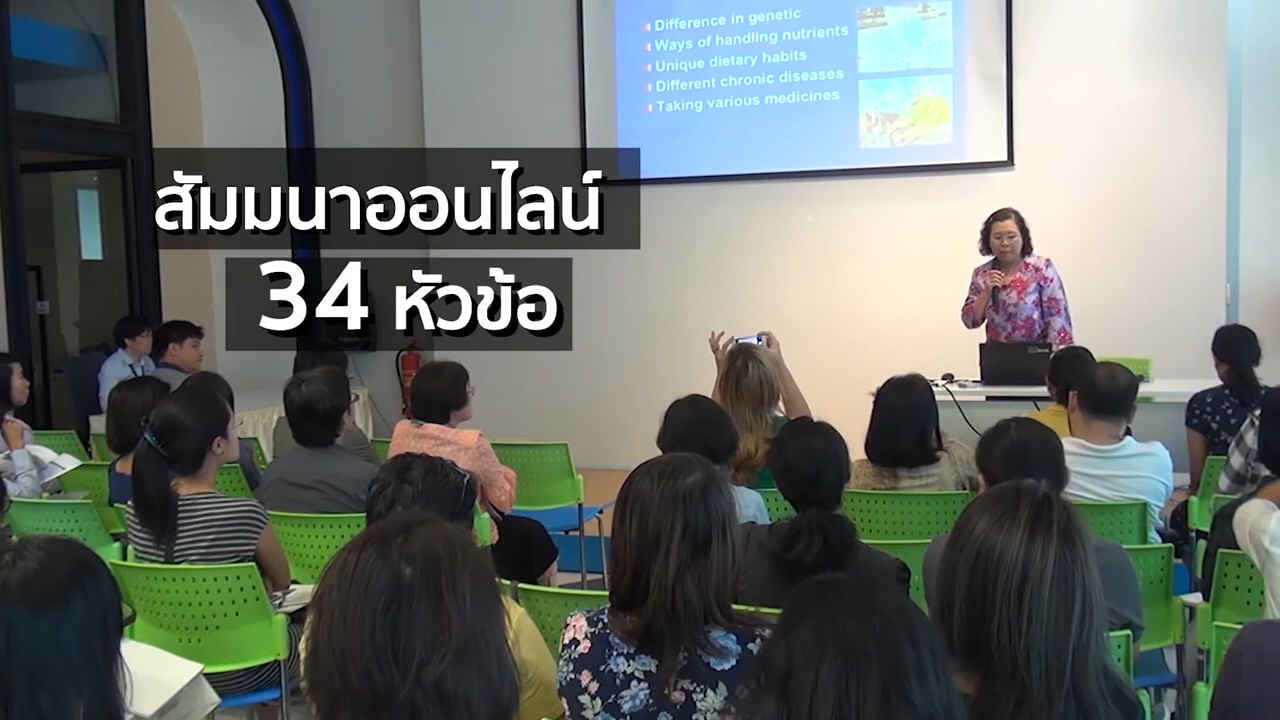 Difference in genetic
Ways of handling nutrients
Unique dietary habits
Different chronic diseases
Taking various medicines
สัมมนาออนไลน์
34 หัวข้อ